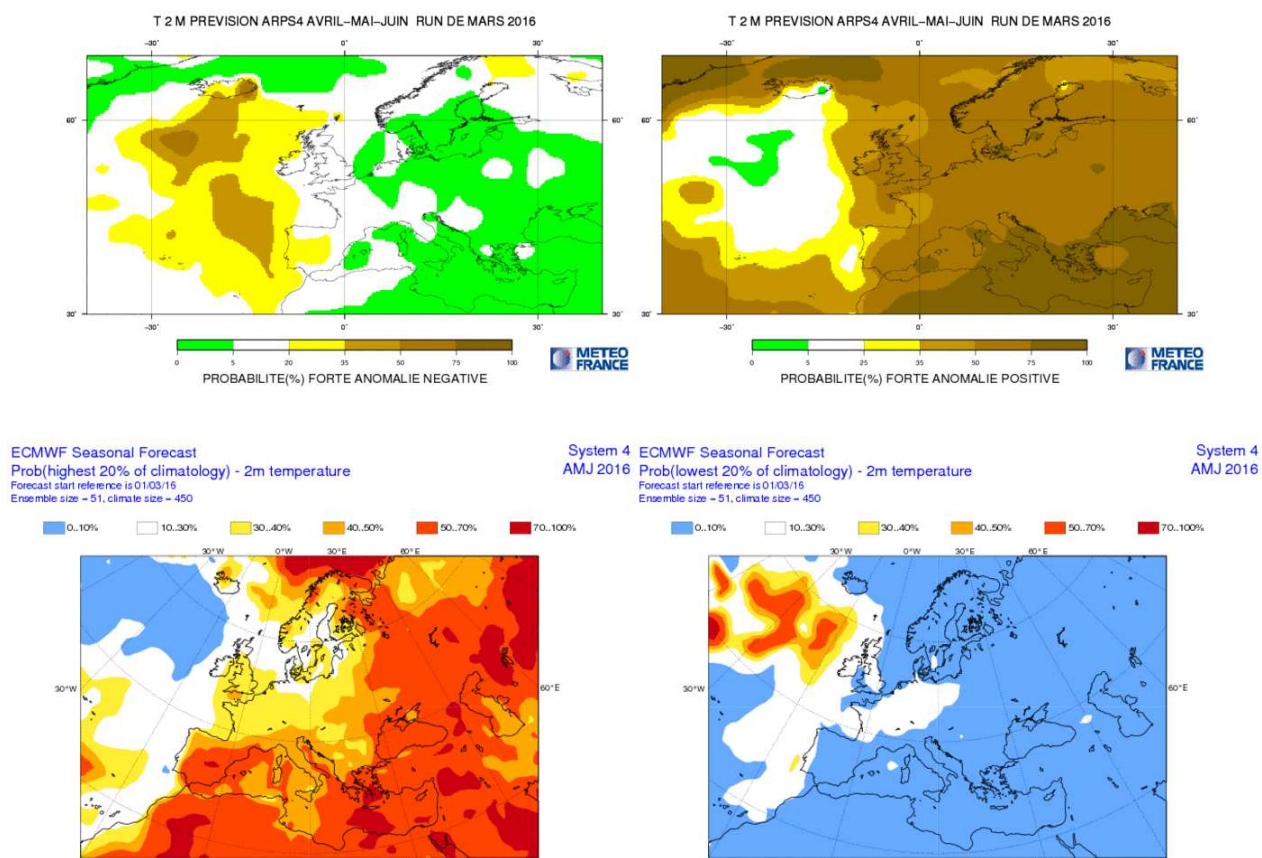 T 2 M PREVISION ARPS4 AVRIL-MAI-JUIN RUN DE MARS 2016
-30° 0° 30°
60° 60°
30° 30°
-30° 0° 30°
0 5 20 35 50 75 100
PROBABILITE(%) FORTE ANOMALIE NEGATIVE
METEO
FRANCE
T 2 M PREVISION ARPS4 AVRIL-MAI-JUIN RUN DE MARS 2016
-30° 0° 30°
60° 60°
30° 30°
-30° 0° 30°
0 5 25 35 50 75 100
PROBABILITE(%) FORTE ANOMALIE POSITIVE
METEO
FRANCE
ECMWF Seasonal Forecast
System 4
Prob(highest 20% of climatology) - 2m temperature
AMJ 2016
Forecast start reference is 01/03/16
Ensemble size = 51, climate size = 450
0..10% 10..30% 30..40% 40..50% 50..70% 70..100%
30°W 0°W 30°E 60°E
30°W
60°E
ECMWF Seasonal Forecast
System 4
Prob(lowest 20% of climatology) - 2m temperature
AMJ 2016
Forecast start reference is 01/03/16
Ensemble size = 51, climate size = 450
0..10% 10..30% 30..40% 40..50% 50..70% 70..100%
30°W 0°W 30°E 60°E
30°W
60°E